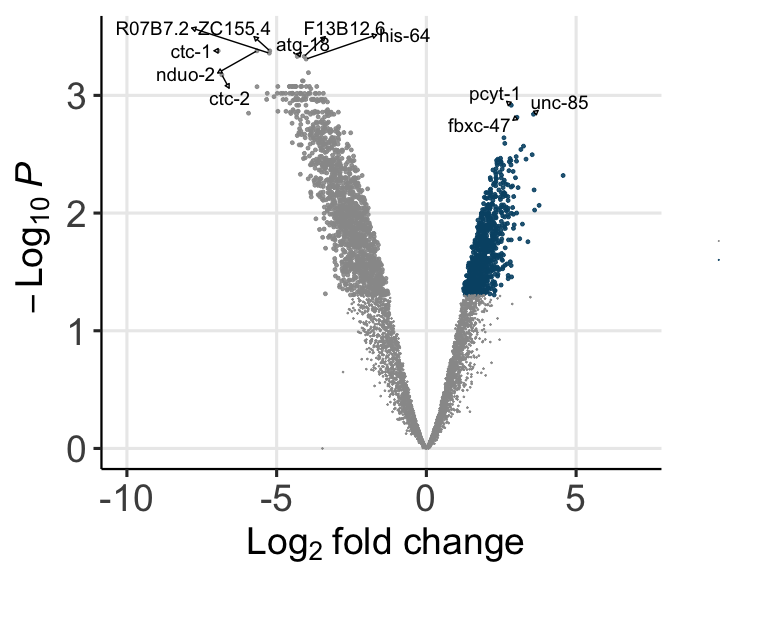 R07B7.2 ZC155.4 F13B12.6
ctc-1 atg-18 his-64
nduo-2
ctc-2
pcyt-1
unc-85
fbxc-47
3
2
1
0
−Log10 P
-10 -5 0 5
Log2 fold change